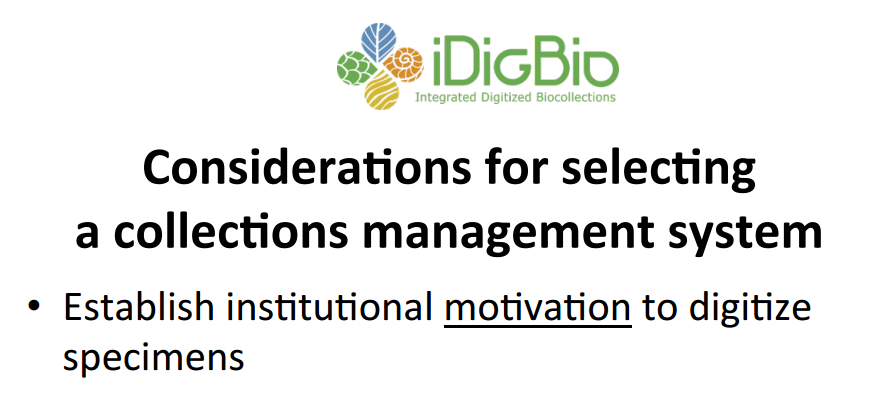 iDigBio
Integrated Digitized Biocollections
Considerations for selecting
a collections management system
• Establish institutional motivation to digitize
specimens